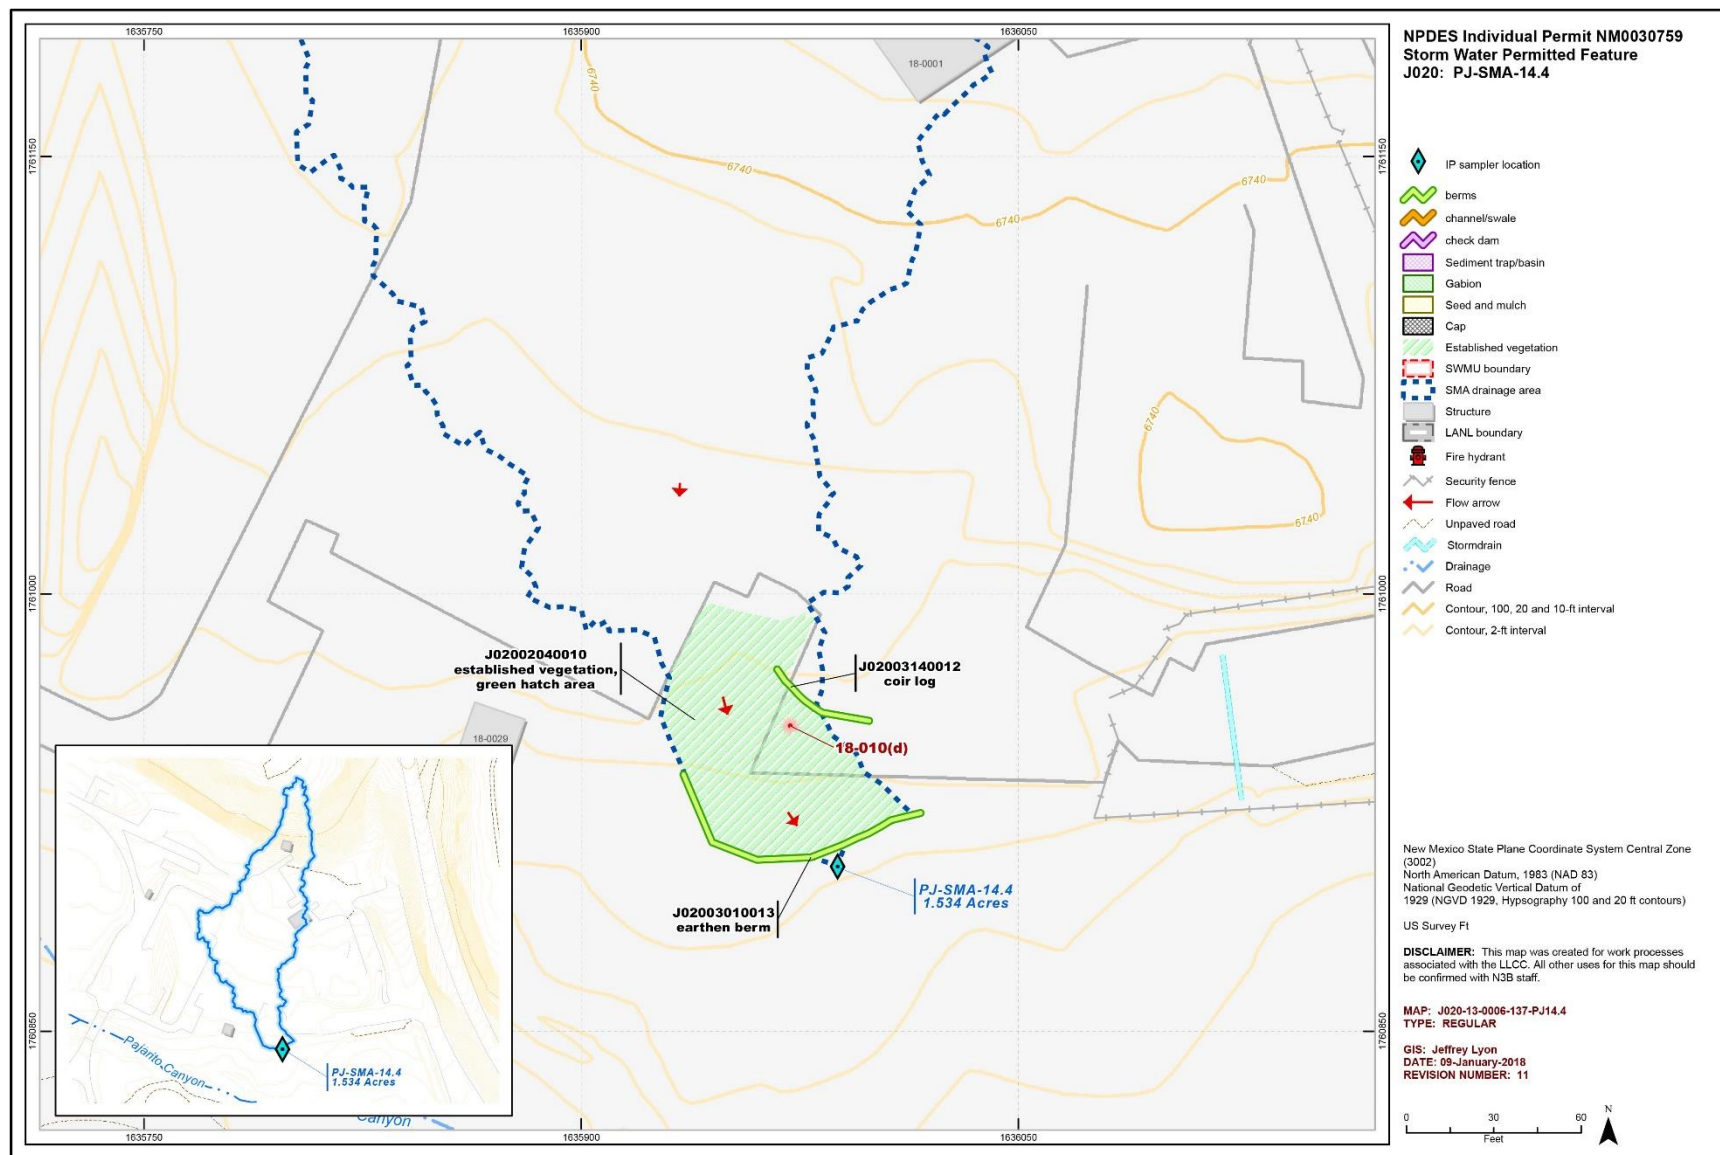 1635750
1635900
1636050
1761150
1761000
1760850
1761150
1761000
1760850
1635750
1635900
1636050
18-0001
6740
6740
6740
6740
6740
6740
J02002040010
established vegetation,
green hatch area
J02003140012
coir log
18-010(d)
18-0029
J02003010013
earthen berm
PJ-SMA-14.4
1.534 Acres
Pajarito Canyon
PJ-SMA-14.4
1.534 Acres
Canyon
NPDES Individual Permit NM0030759
Storm Water Permitted Feature
J020: PJ-SMA-14.4
IP sampler location
berms
channel/swale
check dam
Sediment trap/basin
Gabion
Seed and mulch
Cap
Established vegetation
SWMU boundary
SMA drainage area
Structure
LANL boundary
Fire hydrant
Security fence
Flow arrow
Unpaved road
Stormdrain
Drainage
Road
Contour, 100, 20 and 10-ft interval
Contour, 2-ft interval
New Mexico State Plane Coordinate System Central Zone
(3002)
North American Datum, 1983 (NAD 83)
National Geodetic Vertical Datum of
1929 (NGVD 1929, Hypsography 100 and 20 ft contours)
US Survey Ft
DISCLAIMER: This map was created for work processes
associated with the LLCC. All other uses for this map should
be confirmed with N3B staff.
MAP: J020-13-0006-137-PJ14.4
TYPE: REGULAR
GIS: Jeffrey Lyon
DATE: 09-January-2018
REVISION NUMBER: 11
0 30 60
Feet
N